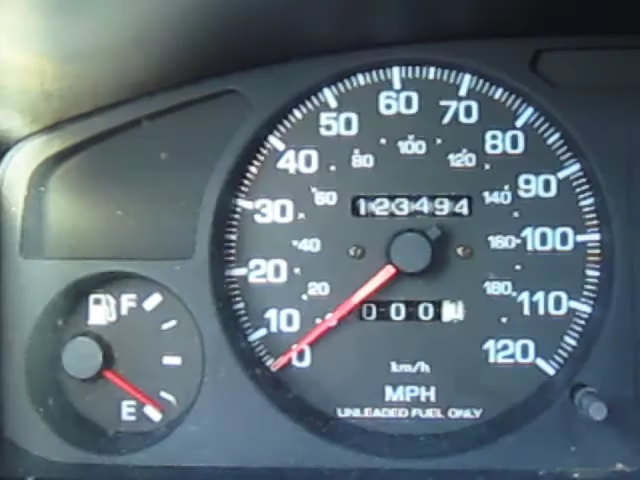 60
50 70
40 80
80 100 120
30 60 123494 140 90
20 40 160 100
20 180
10 000 110
0 120
km/h
MPH
UNLEADED FUEL ONLY
F
E